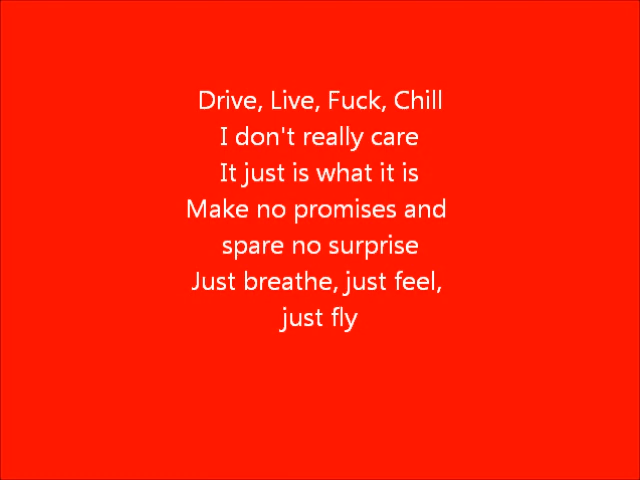 Drive, Live, Fuck, Chill
I don't really care
It just is what it is
Make no promises and
spare no surprise
Just breathe, just feel,
just fly